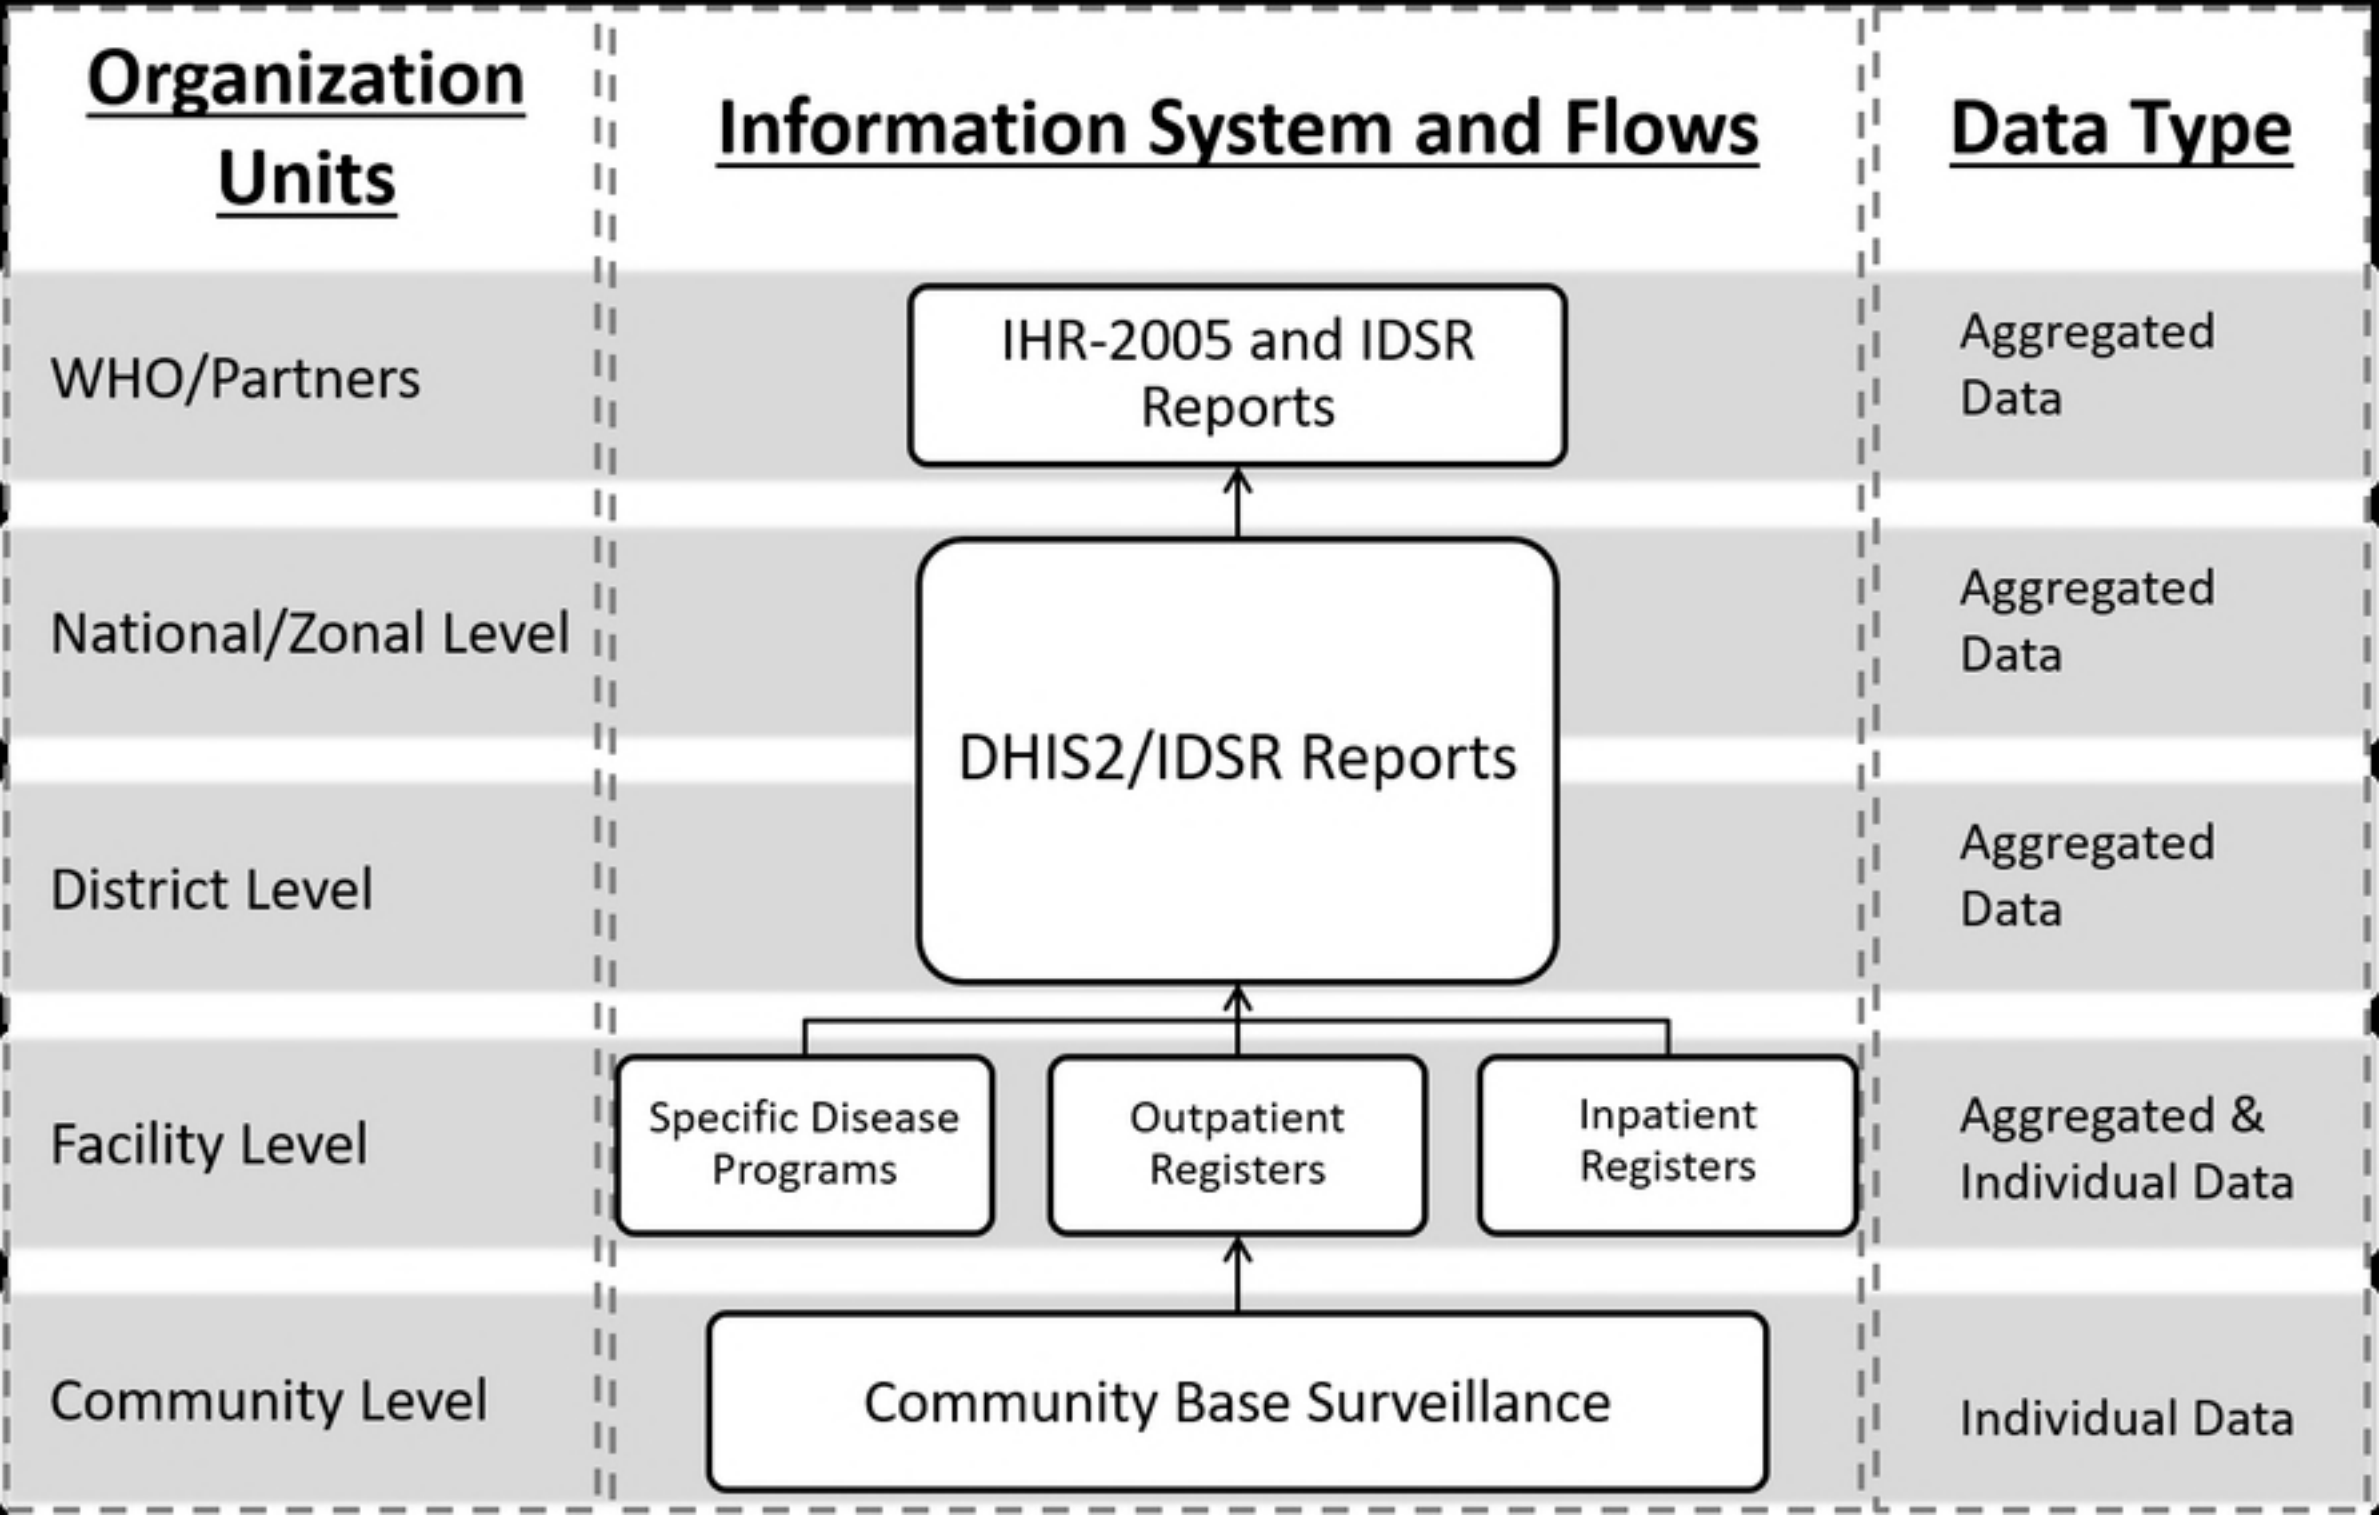 Organization
Units
Information System and Flows
Data Type
WHO/Partners
IHR-2005 and IDSR
Reports
Aggregated
Data
National/Zonal Level
Aggregated
Data
DHIS2/IDSR Reports
District Level
Aggregated
Data
Facility Level
Specific Disease
Programs
Outpatient
Registers
Inpatient
Registers
Aggregated &
Individual Data
Community Level
Community Base Surveillance
Individual Data